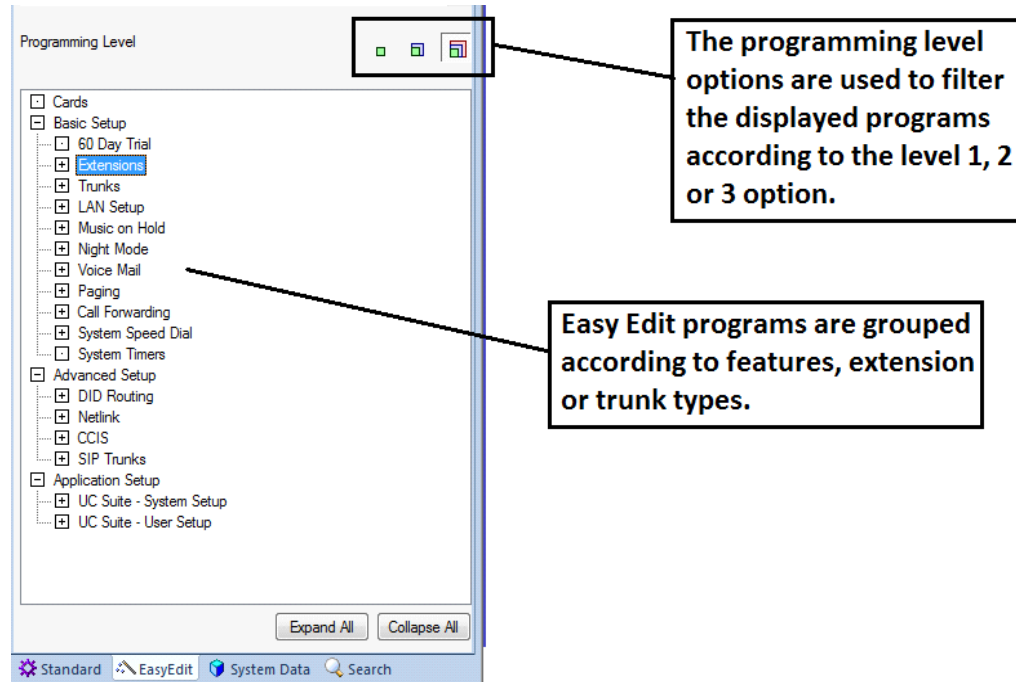 Programming Level
Cards
Basic Setup
60 Day Trial
Extensions
Trunks
LAN Setup
Music on Hold
Night Mode
Voice Mail
Paging
Call Forwarding
System Speed Dial
System Timers
Advanced Setup
DID Routing
Netlink
CCIS
SIP Trunks
Application Setup
UC Suite - System Setup
UC Suite - User Setup
Expand All Collapse All
Standard EasyEdit System Data Search
The programming level
options are used to filter
the displayed programs
according to the level 1, 2
or 3 option.
Easy Edit programs are grouped
according to features, extension
or trunk types.